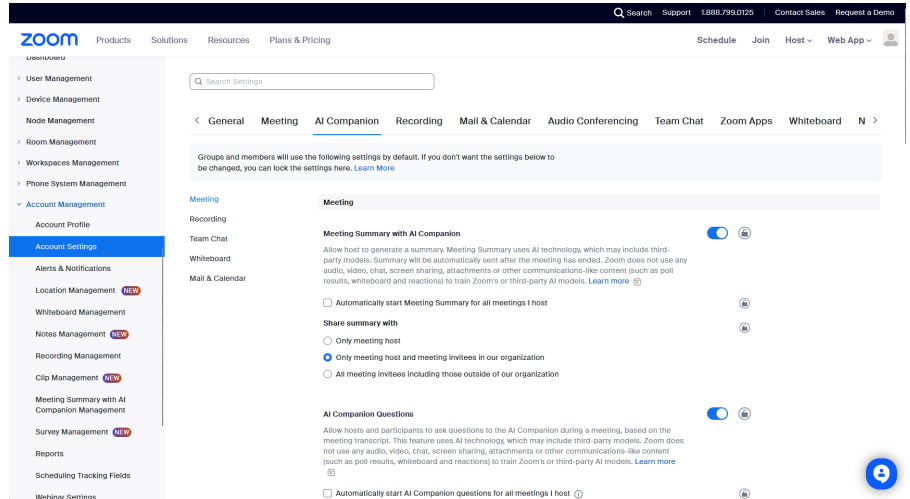 Search Support 1.888.799.0125 Contact Sales Request a Demo
zoom Products Solutions Resources Plans & Pricing Schedule Join Host Web App
Dashboard
User Management
Device Management
Node Management
Room Management
Workspaces Management
Phone System Management
Account Management
Account Profile
Account Settings
Alerts & Notifications
Location Management NEW
Whiteboard Management
Notes Management NEW
Recording Management
Clip Management NEW
Meeting Summary with AI
Companion Management
Survey Management NEW
Reports
Scheduling Tracking Fields
Webinar Settings
Search Settings
General Meeting AI Companion Recording Mail & Calendar Audio Conferencing Team Chat Zoom Apps Whiteboard N
Groups and members will use the following settings by default. If you don't want the settings below to
be changed, you can lock the settings here. Learn More
Meeting
Recording
Team Chat
Whiteboard
Mail & Calendar
Meeting
Meeting Summary with AI Companion
Allow host to generate a summary. Meeting Summary uses AI technology, which may include third-
party models. Summary will be automatically sent after the meeting has ended. Zoom does not use any
audio, video, chat, screen sharing, attachments or other communications-like content (such as poll
results, whiteboard and reactions) to train Zoom's or third-party AI models. Learn more
Automatically start Meeting Summary for all meetings I host
Share summary with
Only meeting host
Only meeting host and meeting invitees in our organization
All meeting invitees including those outside of our organization
AI Companion Questions
Allow hosts and participants to ask questions to the AI Companion during a meeting, based on the
meeting transcript. This feature uses AI technology, which may include third-party models. Zoom does
not use any audio, video, chat, screen sharing, attachments or other communications-like content
(such as poll results, whiteboard and reactions) to train Zoom's or third-party AI models. Learn more
Automatically start AI Companion questions for all meetings I host